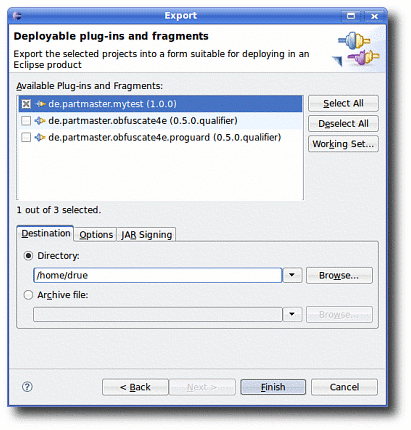 Export
Deployable plug-ins and fragments
Export the selected projects into a form suitable for deploying in an
Eclipse product
Available Plug-ins and Fragments:
de.partmaster.mytest (1.0.0)
de.partmaster.obfuscate4e (0.5.0.qualifier)
de.partmaster.obfuscate4e.proguard (0.5.0.qualifier)
Select All
Deselect All
Working Set...
1 out of 3 selected.
Destination Options JAR Signing
Directory:
/home/drue Browse...
Archive file:
Browse...
? < Back Next > Finish Cancel